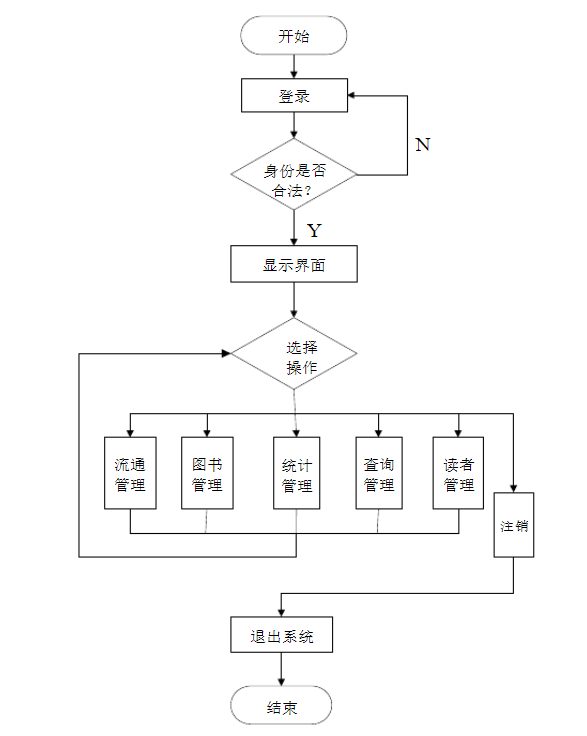 开始
登录
N
身份是否
合法？
Y
显示界面
选择
操作
流通
管理
图书
管理
统计
管理
查询
管理
读者
管理
注销
退出系统
结束